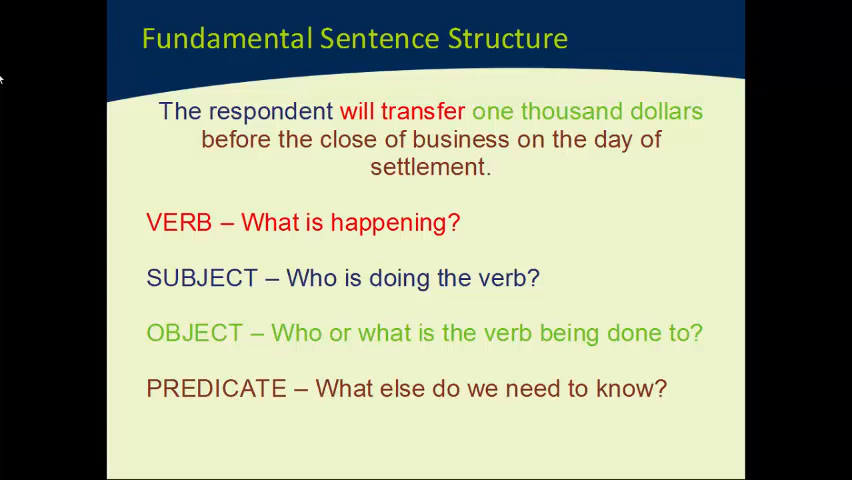 Fundamental Sentence Structure
The respondent will transfer one thousand dollars
before the close of business on the day of
settlement.
VERB – What is happening?
SUBJECT – Who is doing the verb?
OBJECT – Who or what is the verb being done to?
PREDICATE – What else do we need to know?